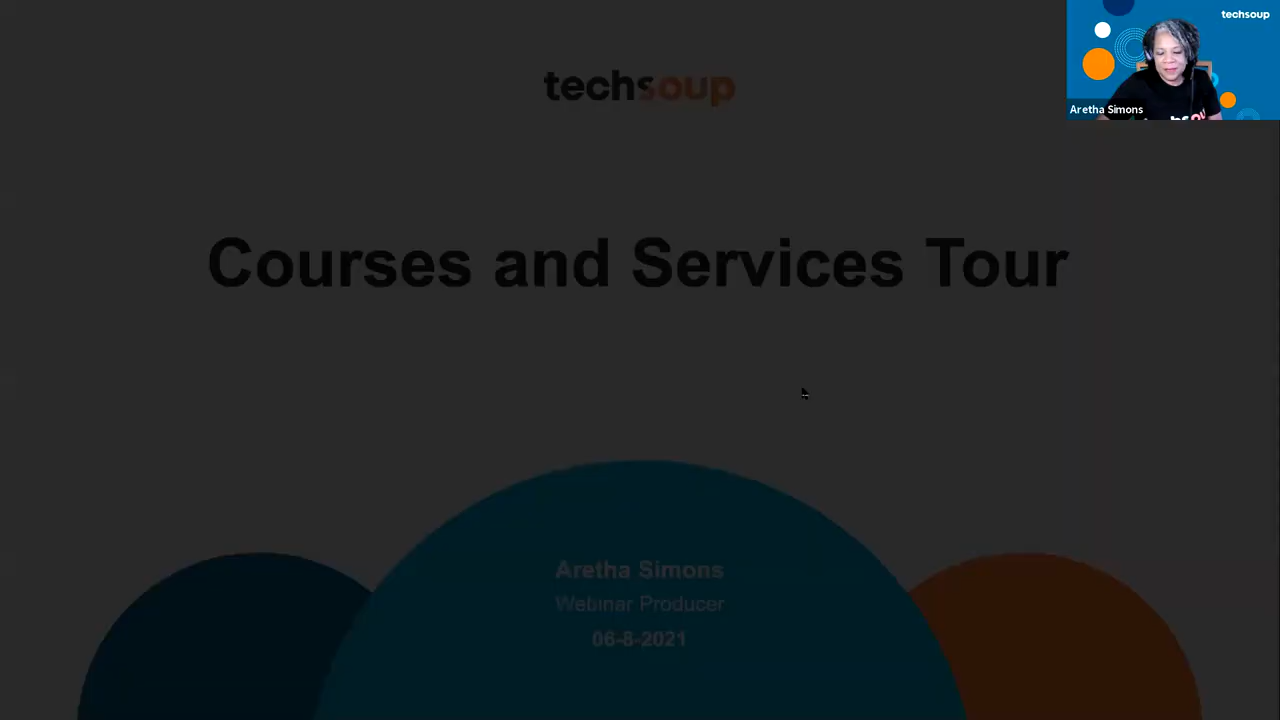 techsoup
techsoup
Aretha Simons
Courses and Services Tour
Aretha Simons
Webinar Producer
06-8-2021